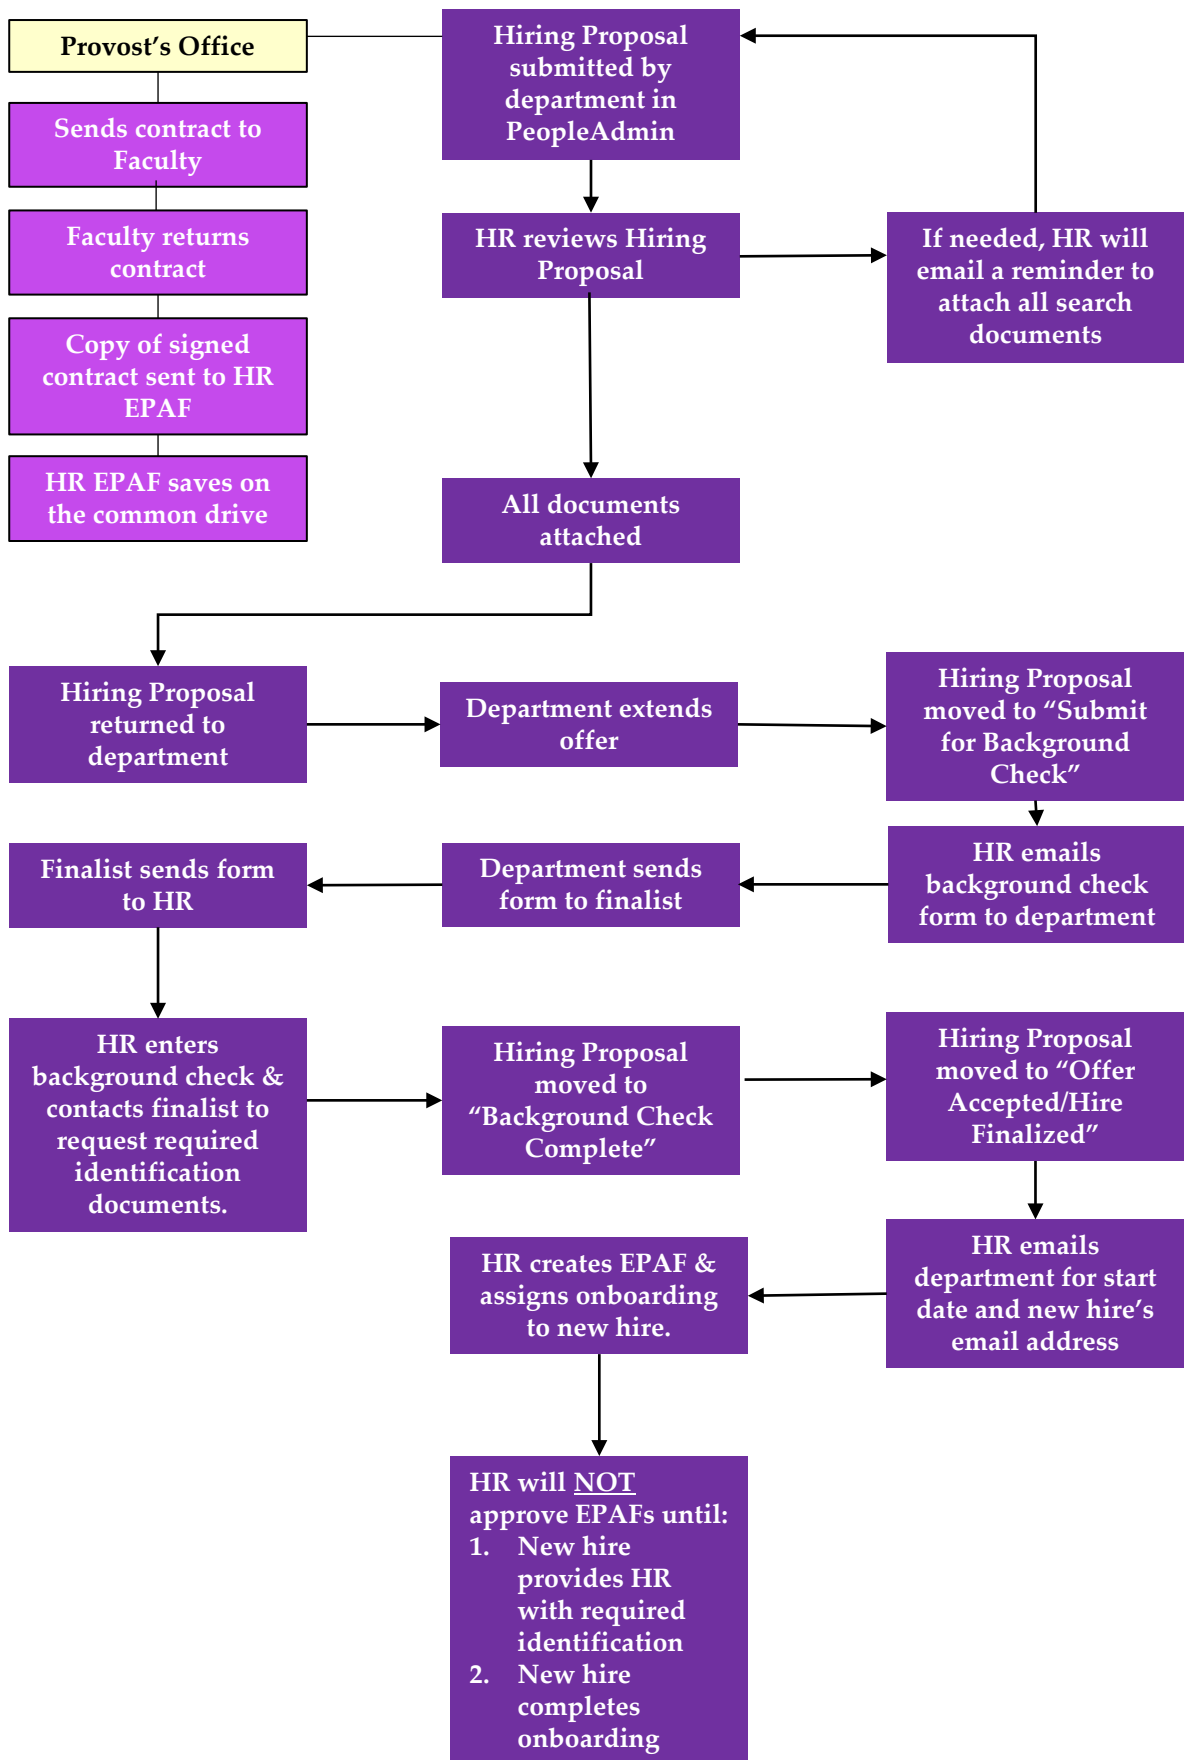 Provost’s Office
Sends contract to
Faculty
Faculty returns
contract
Copy of signed
contract sent to HR
EPAF
HR EPAF saves on
the common drive
Hiring Proposal
submitted by
department in
PeopleAdmin
HR reviews Hiring
Proposal
If needed, HR will
email a reminder to
attach all search
documents
All documents
attached
Hiring Proposal
returned to
department
Department extends
offer
Hiring Proposal
moved to “Submit
for Background
Check”
HR emails
background check
form to department
Department sends
form to finalist
Finalist sends form
to HR
HR enters
background check &
contacts finalist to
request required
identification
documents.
Hiring Proposal
moved to
“Background Check
Complete”
Hiring Proposal
moved to “Offer
Accepted/Hire
Finalized”
HR emails
department for start
date and new hire’s
email address
HR creates EPAF &
assigns onboarding
to new hire.
HR will NOT
approve EPAFs until:
1. New hire
provides HR
with required
identification
2. New hire
completes
onboarding